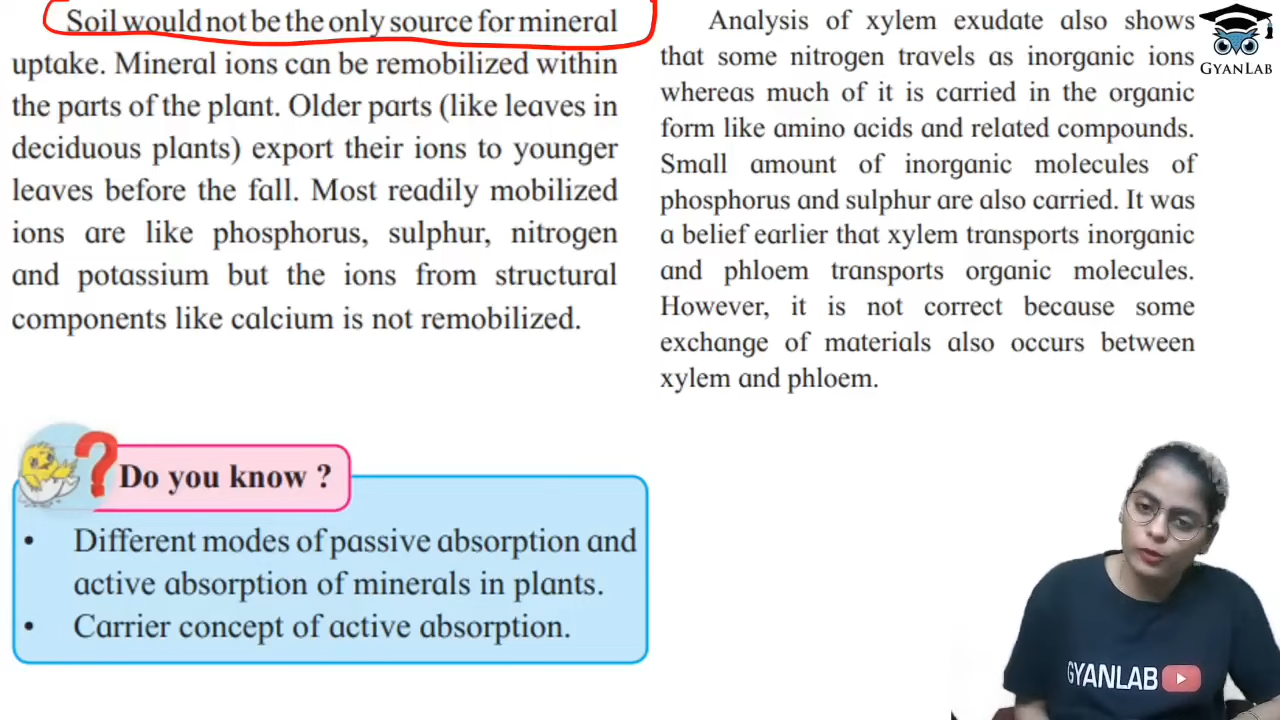 Soil would not be the only source for mineral
uptake. Mineral ions can be remobilized within
the parts of the plant. Older parts (like leaves in
deciduous plants) export their ions to younger
leaves before the fall. Most readily mobilized
ions are like phosphorus, sulphur, nitrogen
and potassium but the ions from structural
components like calcium is not remobilized.
Analysis of xylem exudate also shows
that some nitrogen travels as inorganic ions
whereas much of it is carried in the organic
form like amino acids and related compounds.
Small amount of inorganic molecules of
phosphorus and sulphur are also carried. It was
a belief earlier that xylem transports inorganic
and phloem transports organic molecules.
However, it is not correct because some
exchange of materials also occurs between
xylem and phloem.
GYANLAB
? Do you know ?
• Different modes of passive absorption and
active absorption of minerals in plants.
• Carrier concept of active absorption.
GYANLAB